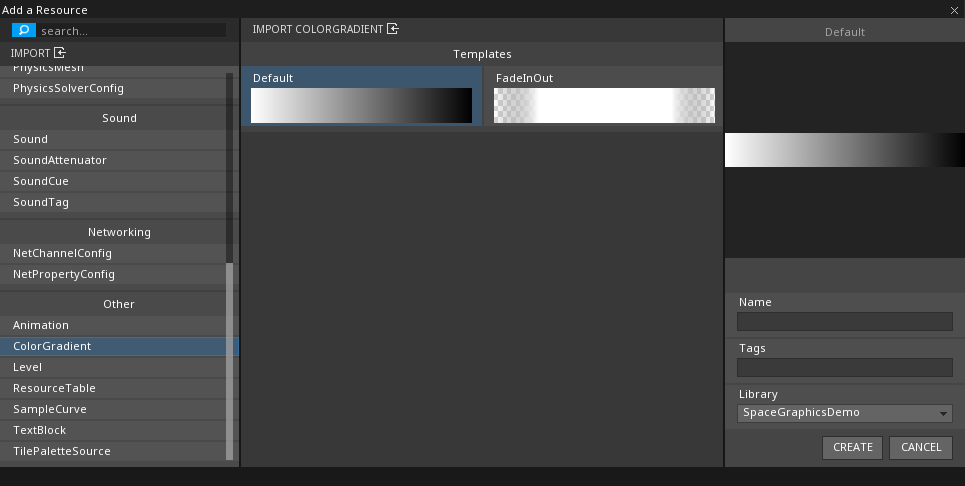 Add a Resource
search...
IMPORT
PhysicsMesh
PhysicsSolverConfig
Sound
Sound
SoundAttenuator
SoundCue
SoundTag
Networking
NetChannelConfig
NetPropertyConfig
Other
Animation
ColorGradient
Level
ResourceTable
SampleCurve
TextBlock
TilePaletteSource
IMPORT COLORGRADIENT
Templates
Default
FadeInOut
Default
Name
Tags
Library
SpaceGraphicsDemo
CREATE
CANCEL